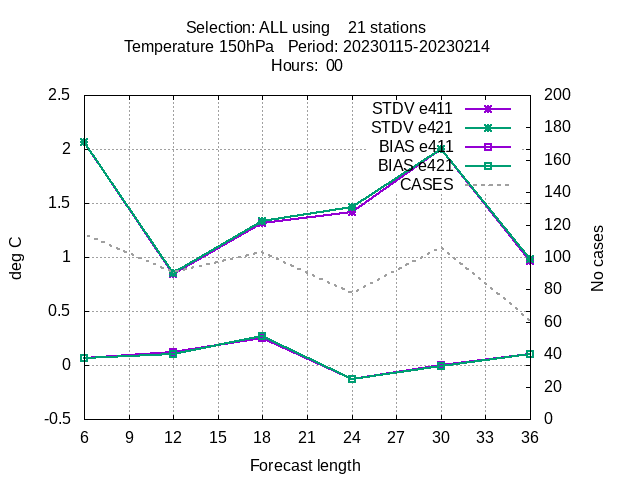 Selection: ALL using    21 stations
Temperature 150hPa   Period: 20230115-20230214
Hours:  00
2.5
2
1.5
1
0.5
0
-0.5
deg C
STDV e411
STDV e421
BIAS e411
BIAS e421
CASES
200
180
160
140
120
100
80
60
40
20
0
No cases
6 9 12 15 18 21 24 27 30 33 36
Forecast length